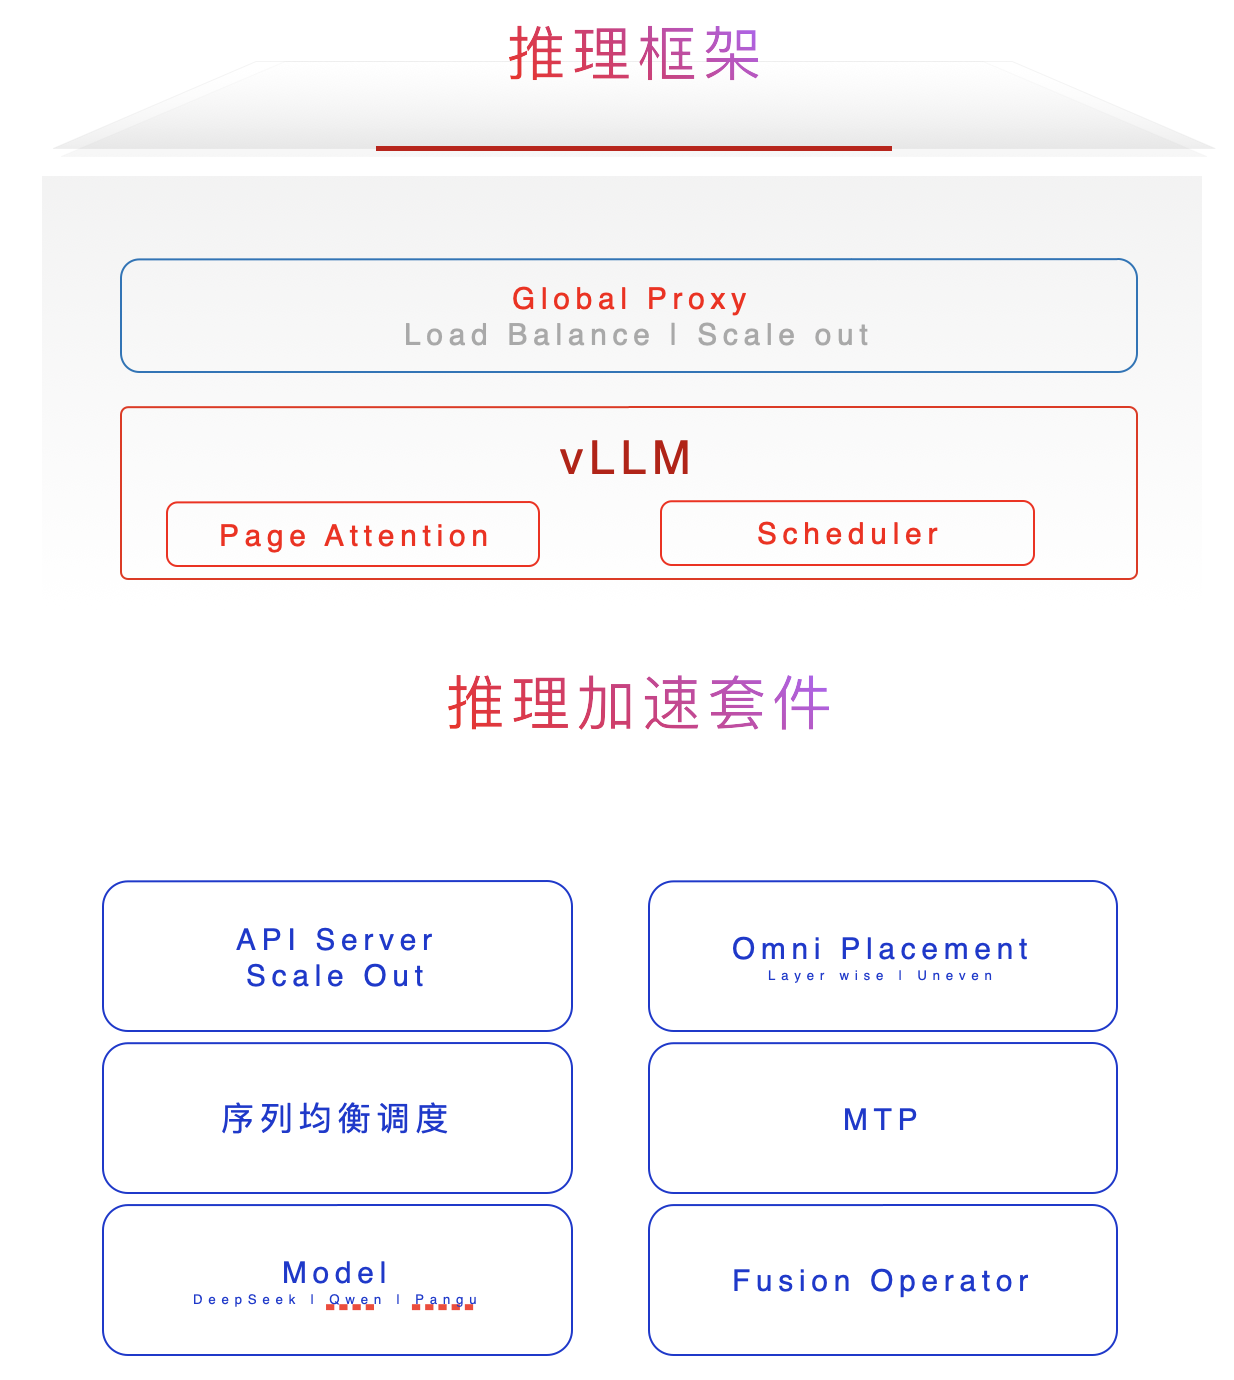 推理框架
Global Proxy
Load Balance | Scale out
vLLM
Page Attention
Scheduler
推理加速套件
API Server
Scale Out
Omni Placement
Layer wise | Uneven
序列均衡调度
MTP
Model
DeepSeek | Qwen | Pangu
Fusion Operator